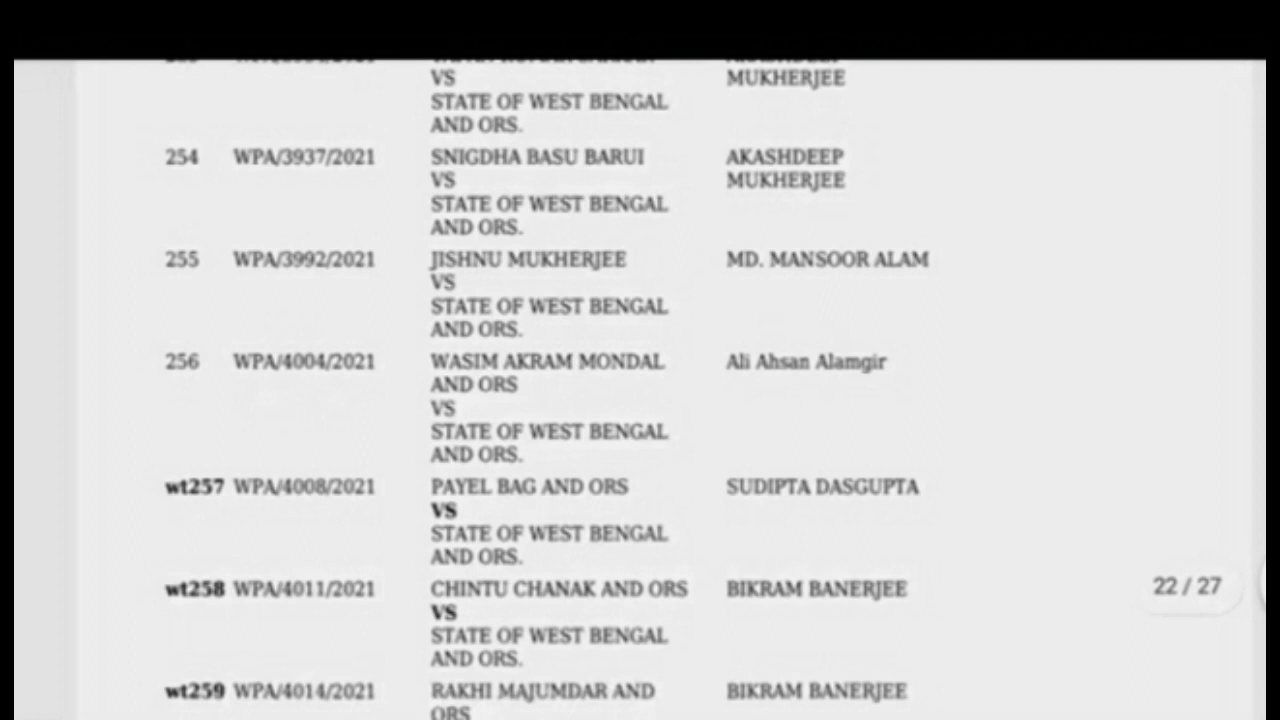 VS
MUKHERJEE
STATE OF WEST BENGAL
AND ORS.
254 WPA/3937/2021 SNIGDHA BASU BARUI AKASHDEEP
VS MUKHERJEE
STATE OF WEST BENGAL
AND ORS.
255 WPA/3992/2021 JISHNU MUKHERJEE MD. MANSOOR ALAM
VS
STATE OF WEST BENGAL
AND ORS.
256 WPA/4004/2021 WASIM AKRAM MONDAL Ali Ahsan Alamgir
AND ORS
VS
STATE OF WEST BENGAL
AND ORS.
wt257 WPA/4008/2021 PAYEL BAG AND ORS SUDIPTA DASGUPTA
VS
STATE OF WEST BENGAL
AND ORS.
wt258 WPA/4011/2021 CHINTU CHANAK AND ORS BIKRAM BANERJEE
22 / 27
VS
STATE OF WEST BENGAL
AND ORS.
wt259 WPA/4014/2021 RAKHI MAJUMDAR AND BIKRAM BANERJEE
ORS